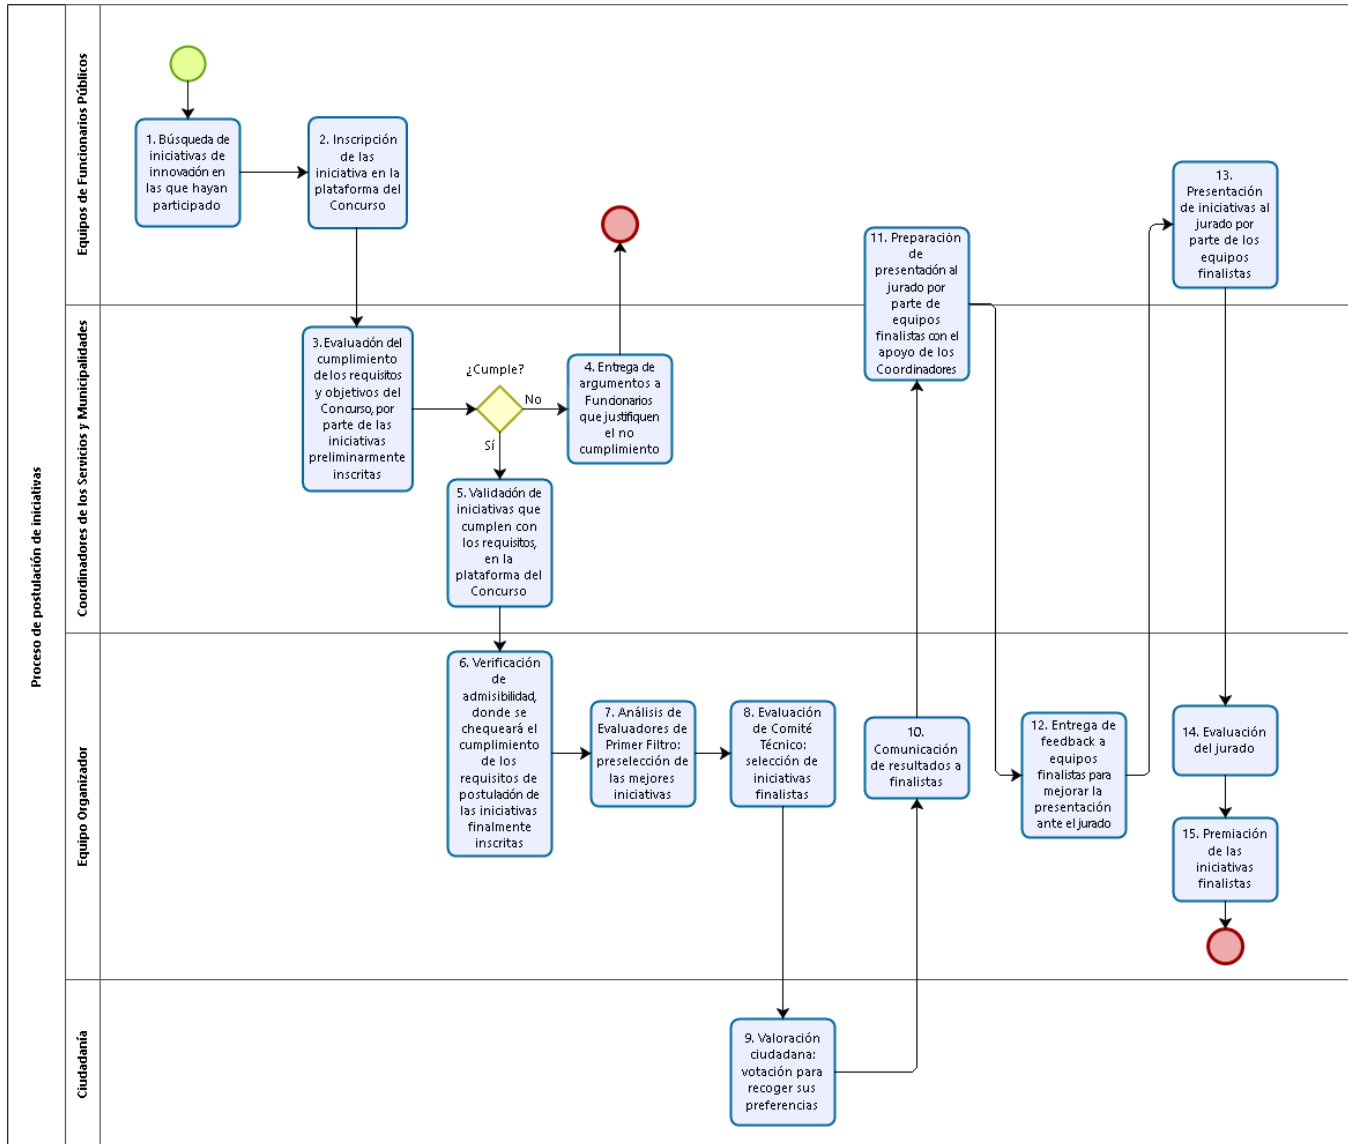 Proceso de postulación de iniciativas
Equipos de Funcionarios Públicos
1. Búsqueda de
iniciativas de
innovación en
las que hayan
participado
2. Inscripción
de las
iniciativa en la
plataforma del
Concurso
Coordinadores de los Servicios y Municipalidades
3. Evaluación del
cumplimiento
de los requisitos
y objetivos del
Concurso, por
parte de las
iniciativas
preliminarmente
inscritas
¿Cumple?
No
Sí
4. Entrega de
argumentos a
Funcionarios
que justifiquen
el no
cumplimiento
5. Validación de
iniciativas que
cumplen con
los requisitos,
en la
plataforma del
Concurso
Equipo Organizador
6. Verificación
de
admisibilidad,
donde se
chequeará el
cumplimiento
de los
requisitos de
postulación de
las iniciativas
finalmente
inscritas
7. Análisis de
Evaluadores de
Primer Filtro:
preselección de
las mejores
iniciativas
8. Evaluación
de Comité
Técnico:
selección de
iniciativas
finalistas
Ciudadanía
9. Valoración
ciudadana:
votación para
recoger sus
preferencias
10.
Comunicación
de resultados a
finalistas
11. Preparación
de
presentación al
jurado por
parte de
equipos
finalistas con el
apoyo de los
Coordinadores
12. Entrega de
feedback a
equipos
finalistas para
mejorar la
presentación
ante el jurado
13.
Presentación
de iniciativas al
jurado por
parte de los
equipos
finalistas
14. Evaluación
del jurado
15. Premiación
de las
iniciativas
finalistas